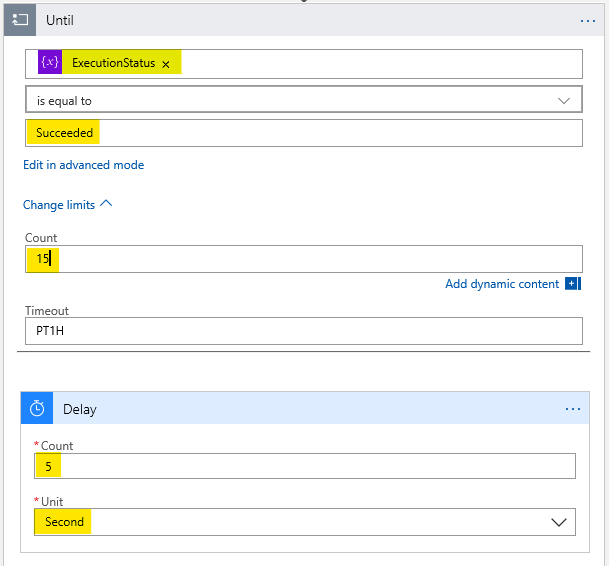 Until
...
{x} ExecutionStatus ×
is equal to
Succeeded
Edit in advanced mode
Change limits
Count
15
Add dynamic content
Timeout
PT1H
Delay
...
* Count
5
* Unit
Second